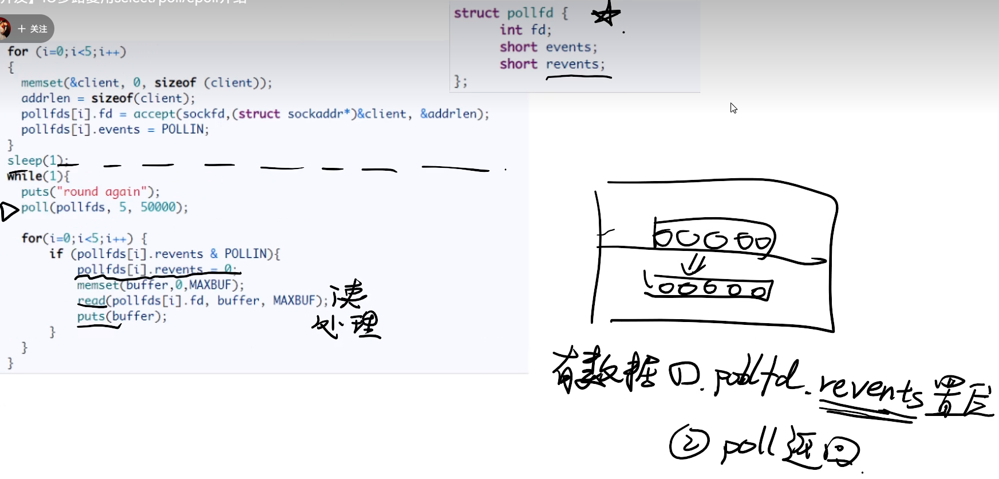 开发】IO多路复用select/poll/epoll介绍
+ 关注
for (i=0;i<5;i++)
{
memset(&client, 0, sizeof (client));
addrlen = sizeof(client);
pollfds[i].fd = accept(sockfd,(struct sockaddr*)&client, &addrlen);
pollfds[i].events = POLLIN;
}
sleep(1);
while(1){
puts("round again");
poll(pollfds, 5, 50000);
for(i=0;i<5;i++) {
if (pollfds[i].revents & POLLIN){
pollfds[i].revents = 0;
memset(buffer,0,MAXBUF);
read(pollfds[i].fd, buffer, MAXBUF);
puts(buffer);
}
}
}
读
处理
struct pollfd {
int fd;
short events;
short revents;
};
有数据 ①. pollfd. revents 置位
② poll 返回